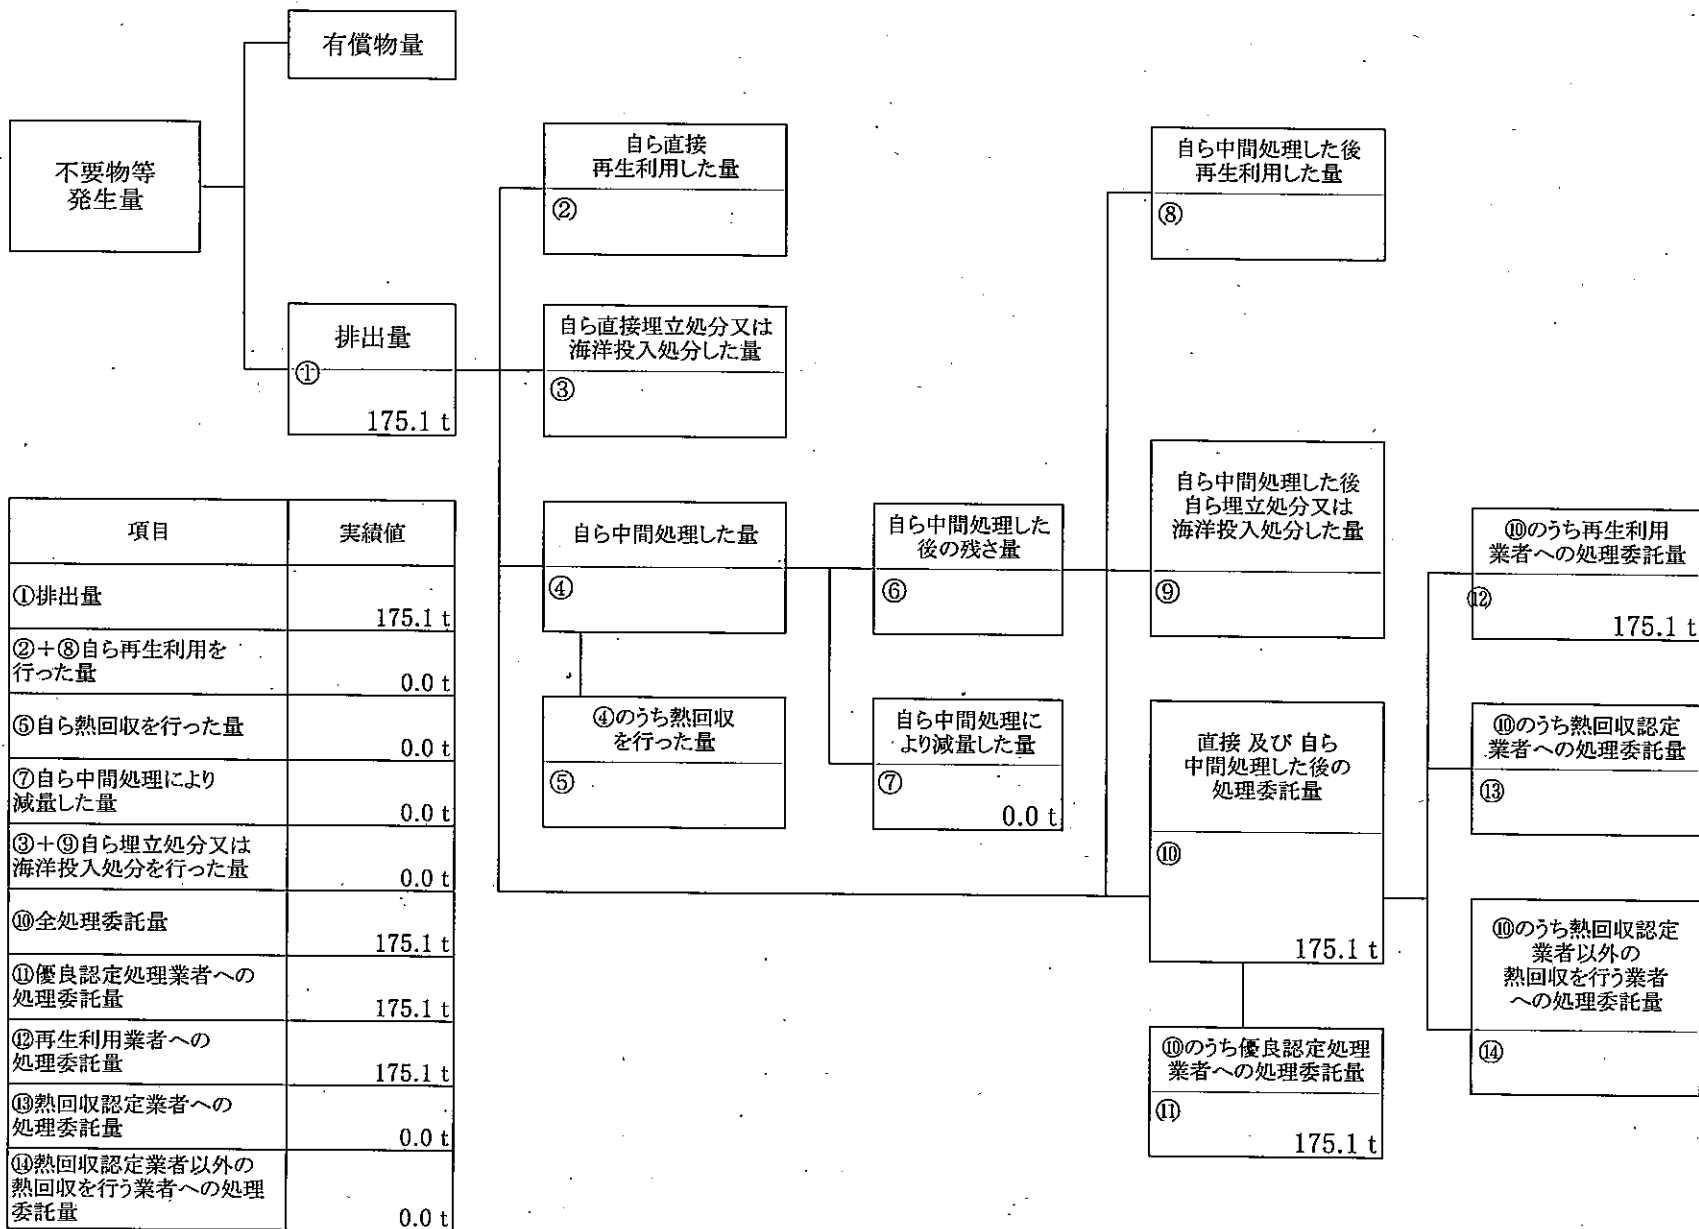 有償物量
不要物等
発生量
排出量
①
175.1 t
自ら直接
再生利用した量
②
自ら直接埋立処分又は
海洋投入処分した量
③
自ら中間処理した量
④
④のうち熱回収
を行った量
⑤
自ら中間処理した
後の残さ量
⑥
自ら中間処理に
より減量した量
⑦
0.0 t
自ら中間処理した後
再生利用した量
⑧
自ら中間処理した後
自ら埋立処分又は
海洋投入処分した量
⑨
直接 及び 自ら
中間処理した後の
処理委託量
⑩
175.1 t
⑩のうち優良認定処理
業者への処理委託量
⑪
175.1 t
⑩のうち再生利用
業者への処理委託量
⑫
175.1 t
⑩のうち熱回収認定
業者への処理委託量
⑬
⑩のうち熱回収認定
業者以外の
熱回収を行う業者
への処理委託量
⑭
項目 実績値
①排出量 175.1 t
②＋⑧自ら再生利用を
行った量 0.0 t
⑤自ら熱回収を行った量 0.0 t
⑦自ら中間処理により
減量した量 0.0 t
③＋⑨自ら埋立処分又は
海洋投入処分を行った量 0.0 t
⑩全処理委託量 175.1 t
⑪優良認定処理業者への
処理委託量 175.1 t
⑫再生利用業者への
処理委託量 175.1 t
⑬熱回収認定業者への
処理委託量 0.0 t
⑭熱回収認定業者以外の
熱回収を行う業者への処理
委託量 0.0 t